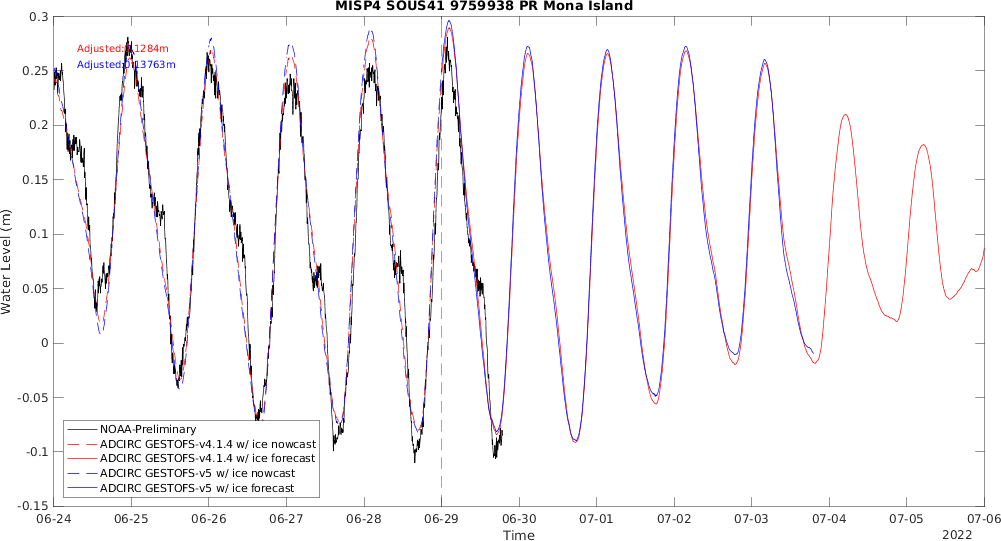 MISP4 SOUS41 9759938 PR Mona Island
0.3
0.25
0.2
0.15
0.1
0.05
0
-0.05
-0.1
-0.15
Water Level (m)
Adjusted:0.1284m
Adjusted:0.13763m
NOAA-Preliminary
ADCIRC GESTOFS-v4.1.4 w/ ice nowcast
ADCIRC GESTOFS-v4.1.4 w/ ice forecast
ADCIRC GESTOFS-v5 w/ ice nowcast
ADCIRC GESTOFS-v5 w/ ice forecast
06-24 06-25 06-26 06-27 06-28 06-29 06-30 07-01 07-02 07-03 07-04 07-05 07-06
Time
2022